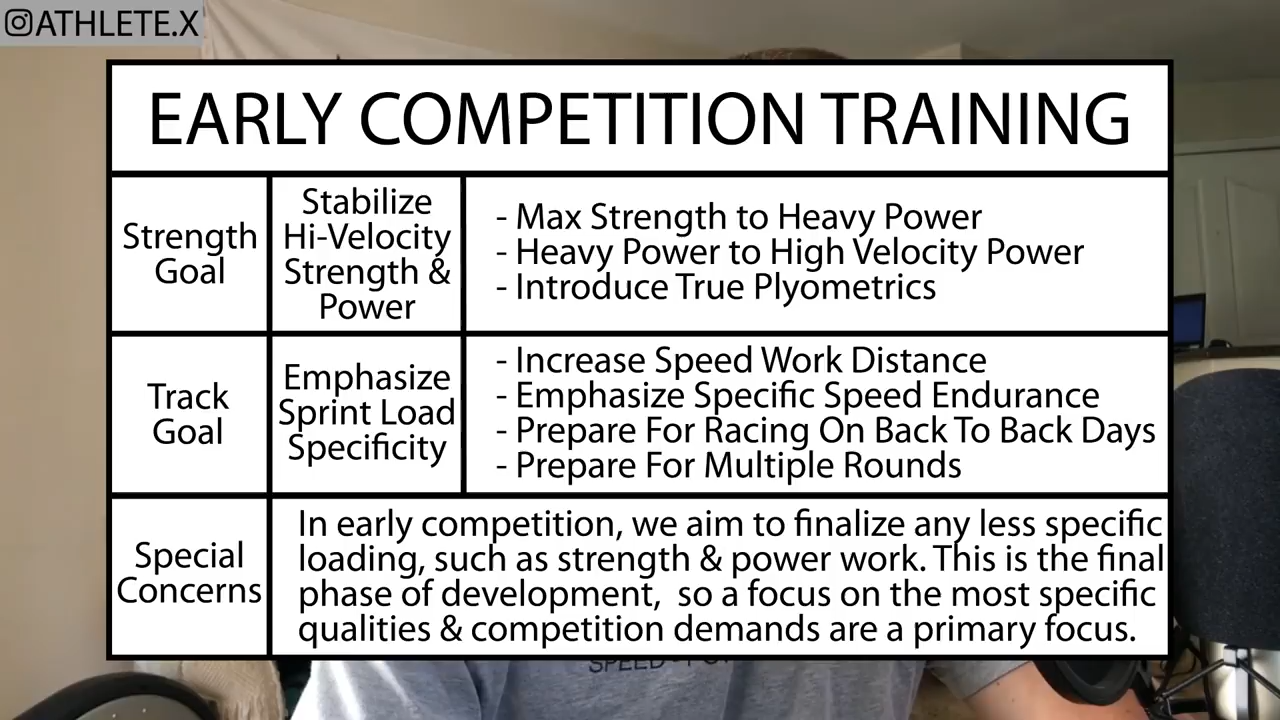 ATHLETE.X
EARLY COMPETITION TRAINING
Strength
Goal
Stabilize
Hi-Velocity
Strength &
Power
- Max Strength to Heavy Power
- Heavy Power to High Velocity Power
- Introduce True Plyometrics
Track
Goal
Emphasize
Sprint Load
Specificity
- Increase Speed Work Distance
- Emphasize Specific Speed Endurance
- Prepare For Racing On Back To Back Days
- Prepare For Multiple Rounds
Special
Concerns
In early competition, we aim to finalize any less specific
loading, such as strength & power work. This is the final
phase of development,  so a focus on the most specific
qualities & competition demands are a primary focus.
SPEED